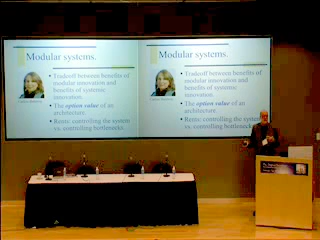 Modular systems.
Tradeoff between benefits of
modular innovation and
benefits of systemic
innovation.
The option value of an
architecture.
Rents: controlling the system
vs. controlling bottlenecks.
Modular systems.
Tradeoff between benefits of
modular innovation and
benefits of systemic
innovation.
The option value of an
architecture.
Rents: controlling the system
vs. controlling bottlenecks.